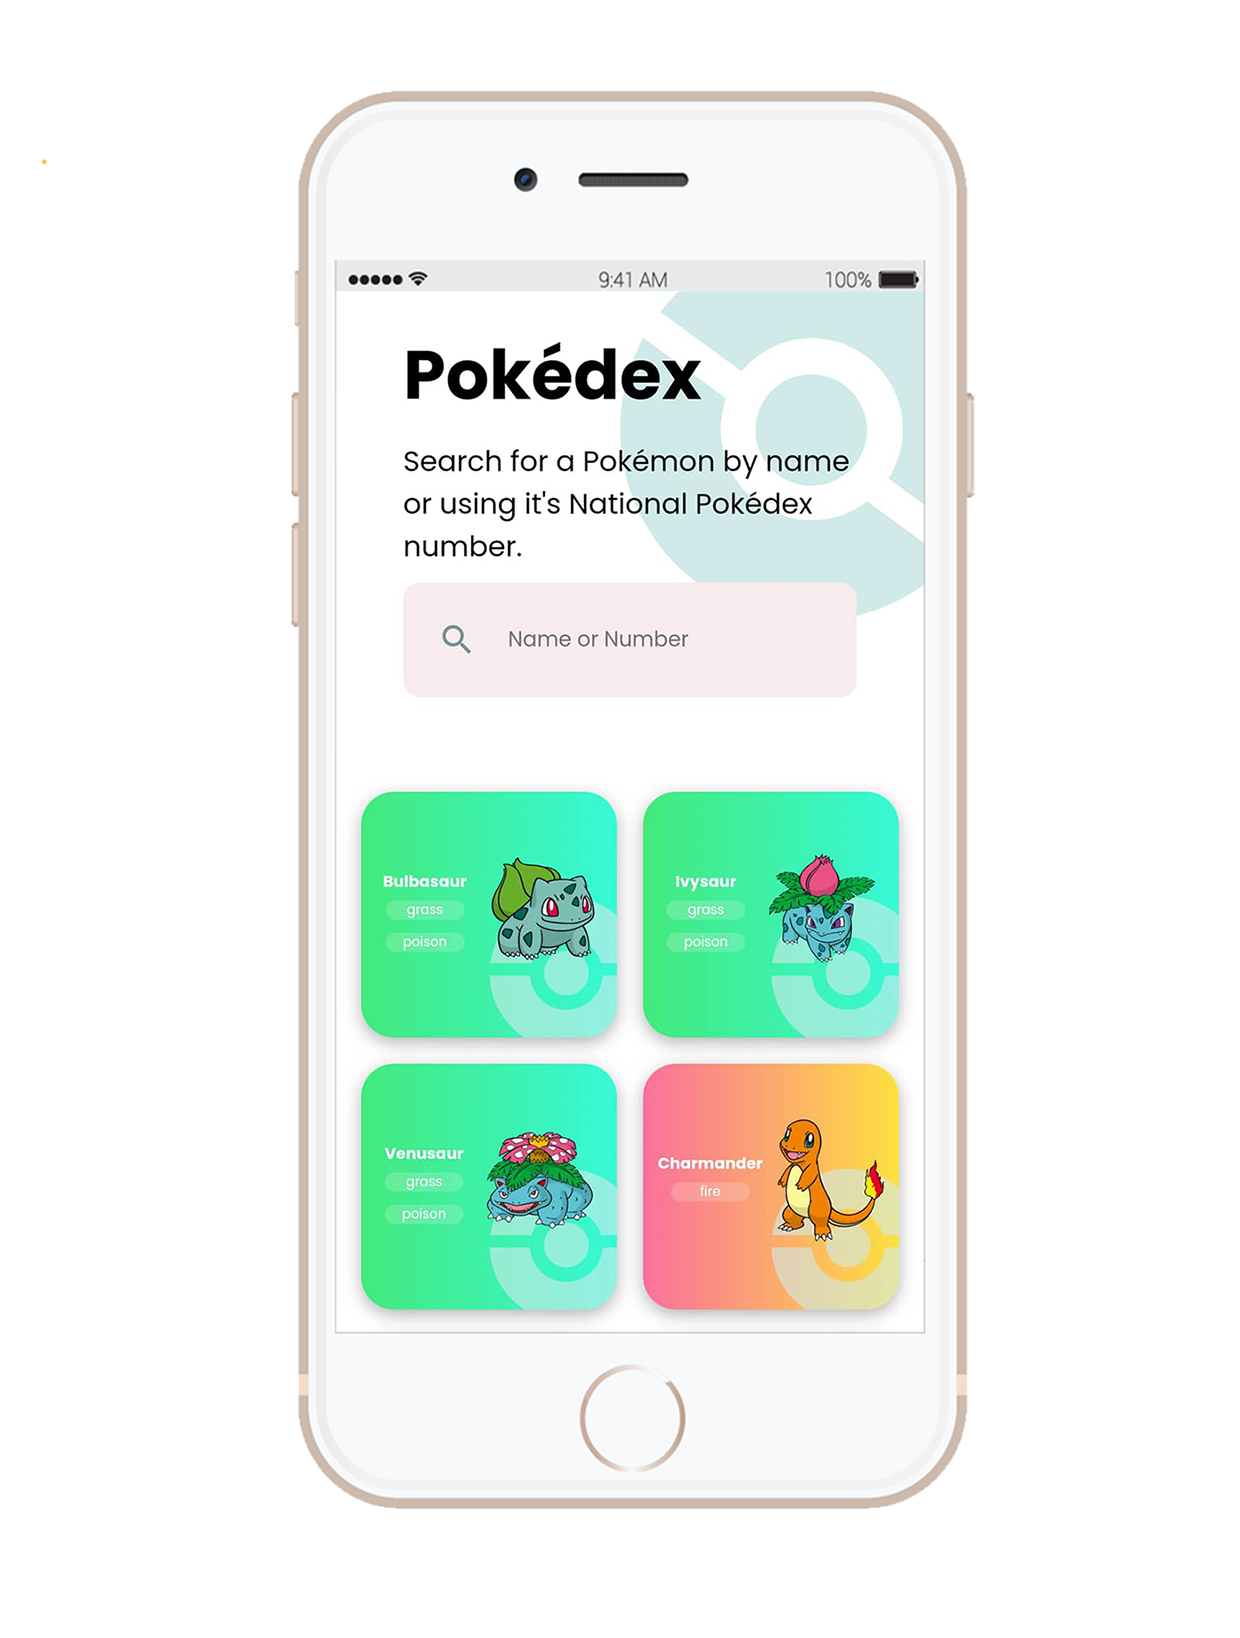 9:41 AM
100%
Pokédex
Search for a Pokémon by name
or using it's National Pokédex
number.
Name or Number
Bulbasaur
grass
poison
Ivysaur
grass
poison
Venusaur
grass
poison
Charmander
fire